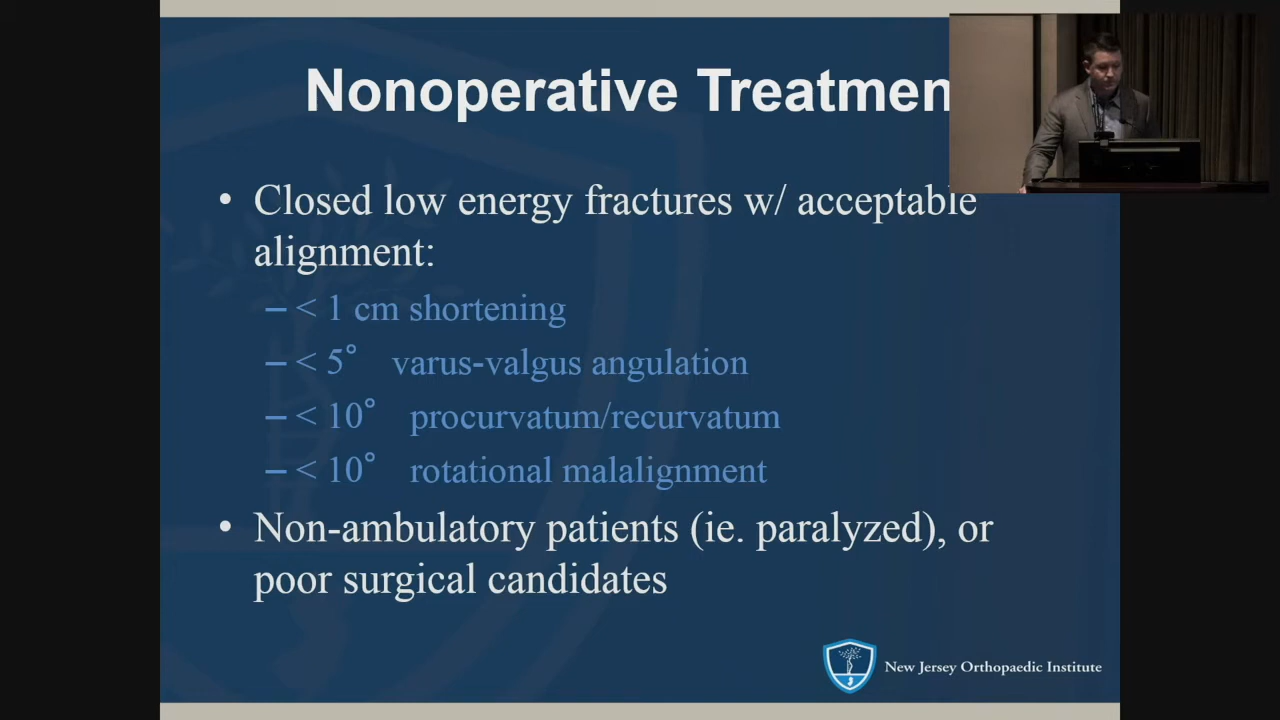 Nonoperative Treatmen
• Closed low energy fractures w/ acceptable
alignment:
– < 1 cm shortening
– < 5° varus-valgus angulation
– < 10° procurvatum/recurvatum
– < 10° rotational malalignment
• Non-ambulatory patients (ie. paralyzed), or
poor surgical candidates
New Jersey Orthopaedic Institute